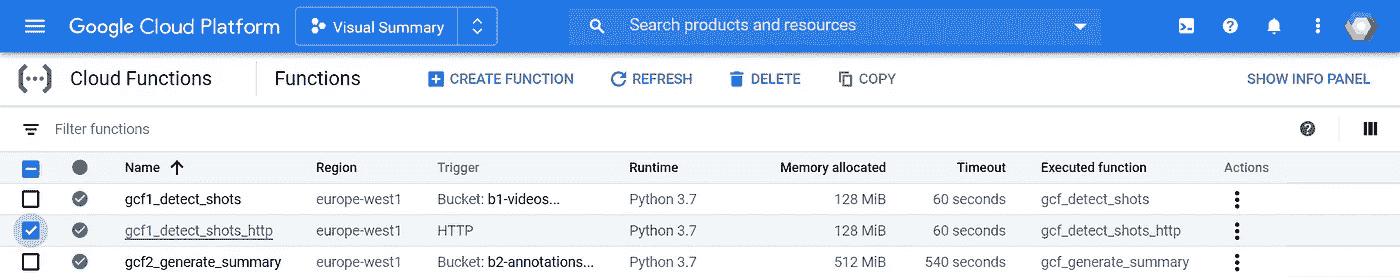 Google Cloud Platform Visual Summary Search products and resources
Cloud Functions Functions CREATE FUNCTION REFRESH DELETE COPY SHOW INFO PANEL
Filter functions
Name Region Trigger Runtime Memory allocated Timeout Executed function Actions
gcf1_detect_shots europe-west1 Bucket: b1-videos... Python 3.7 128 MiB 60 seconds gcf_detect_shots
gcf1_detect_shots_http europe-west1 HTTP Python 3.7 128 MiB 60 seconds gcf_detect_shots_http
gcf2_generate_summary europe-west1 Bucket: b2-annotations... Python 3.7 512 MiB 540 seconds gcf_generate_summary